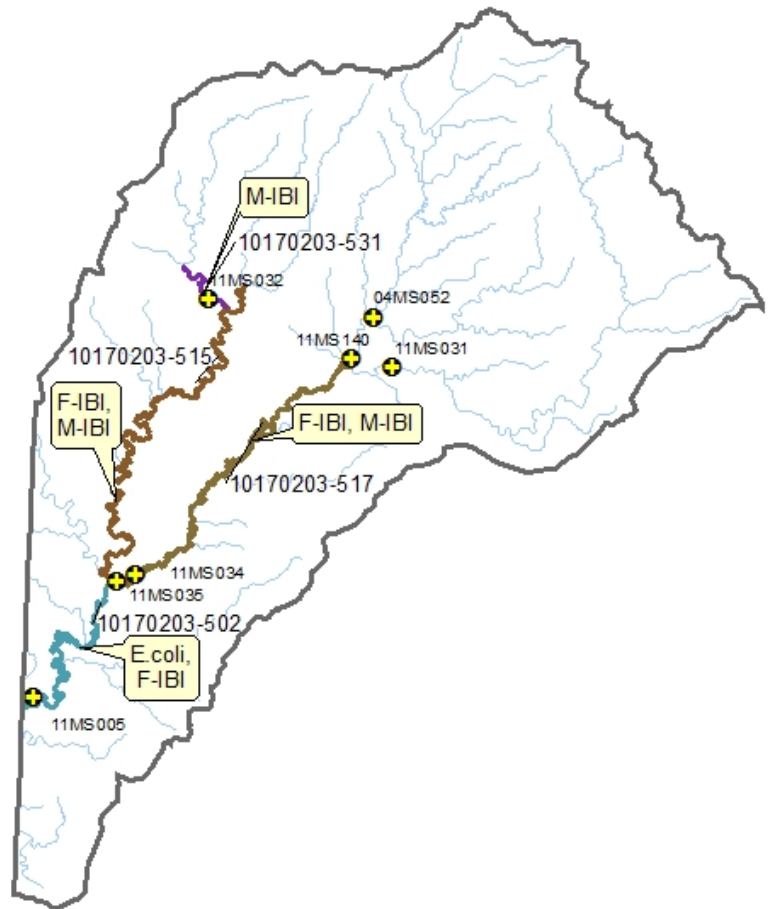 M-IBI
10170203-531
11MS032
04MS052
11MS140
11MS031
10170203-515
F-IBI,
M-IBI
F-IBI, M-IBI
10170203-517
11MS034
11MS035
10170203-502
E.coli,
F-IBI
11MS005